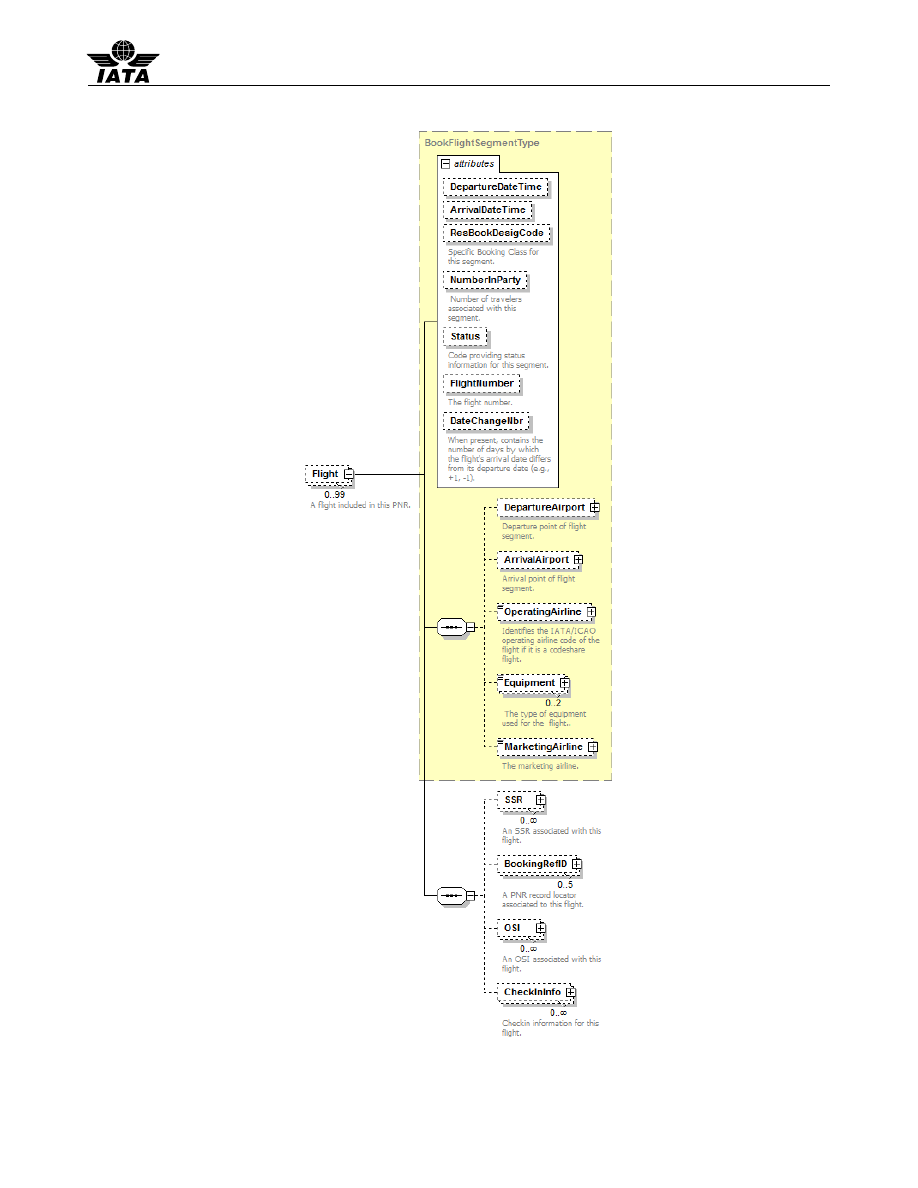 IATA
BookFlightSegmentType
attributes
DepartureDateTime
ArrivalDateTime
ResBookDesigCode
Specific Booking Class for
this segment.
NumberInParty
Number of travelers
associated with this
segment.
Status
Code providing status
information for this segment.
FlightNumber
The flight number.
DateChangeNbr
When present, contains the
number of days by which
the flight's arrival date differs
from its departure date (e.g.,
+1, -1).
Flight
0..99
A flight included in this PNR.
DepartureAirport
Departure point of flight
segment.
ArrivalAirport
Arrival point of flight
segment.
OperatingAirline
Identifies the IATA/ICAO
operating airline code of the
flight if it is a codeshare
flight.
Equipment
0..2
The type of equipment
used for the flight..
MarketingAirline
The marketing airline.
SSR
0..∞
An SSR associated with this
flight.
BookingRefID
0..5
A PNR record locator
associated to this flight.
OSI
0..∞
An OSI associated with this
flight.
CheckInInfo
0..∞
Checkin information for this
flight.